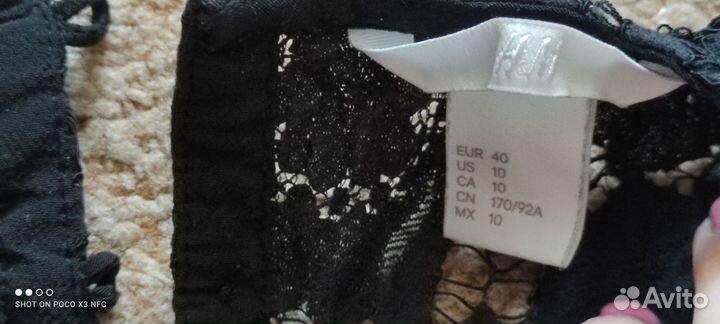 H&M
EUR 40
US 10
CA 10
CN 170/92A
MX 10
SHOT ON POCO X3 NFC
Avito